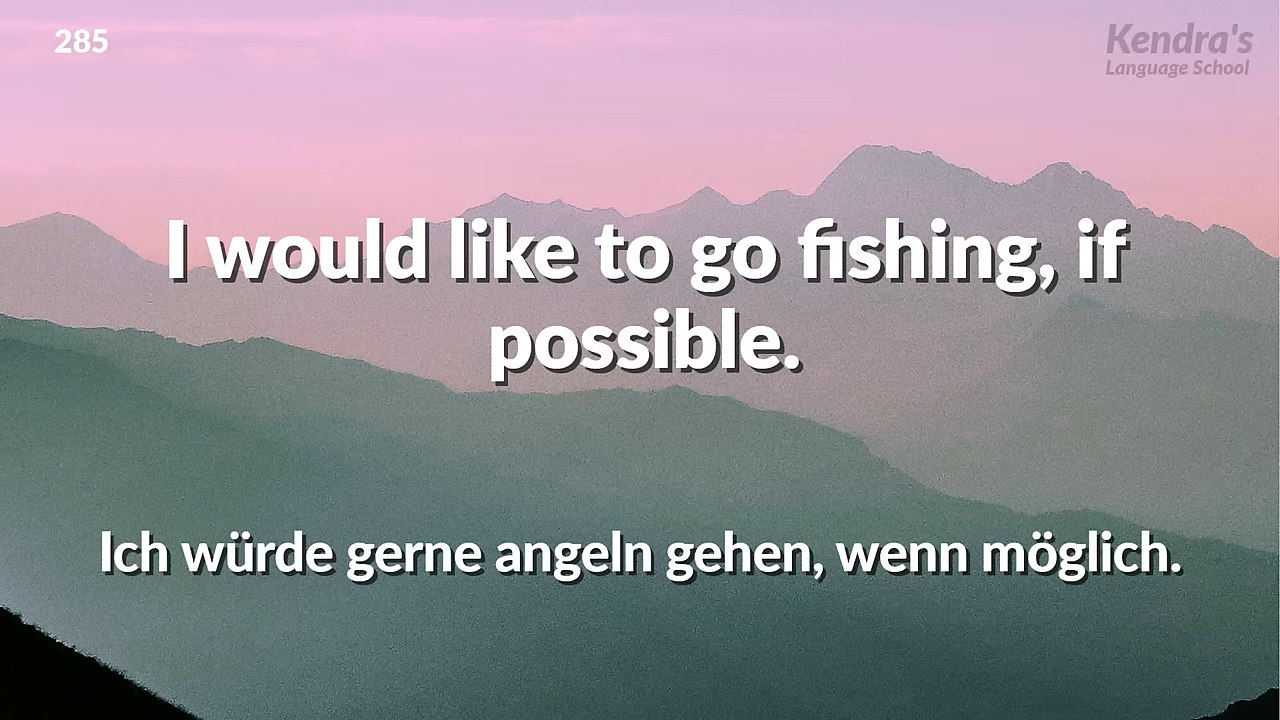 285
Kendra's
Language School
I would like to go fishing, if
possible.
Ich würde gerne angeln gehen, wenn möglich.